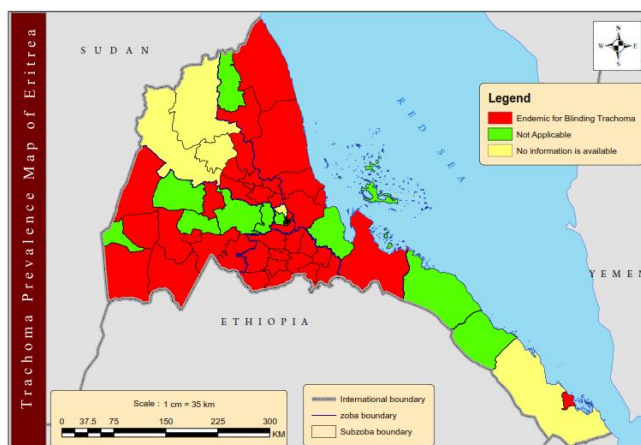 Trachoma Prevalence Map of Eritrea
SUDAN
N
W E
S
Legend
Endemic for Blinding Trachoma
Not Applicable
No information is available
RED SEA
YEMEN
ETHIOPIA
Scale : 1 cm = 35 km
0 37.5 75 150 225 300
KM
International boundary
zoba boundary
Subzoba boundary